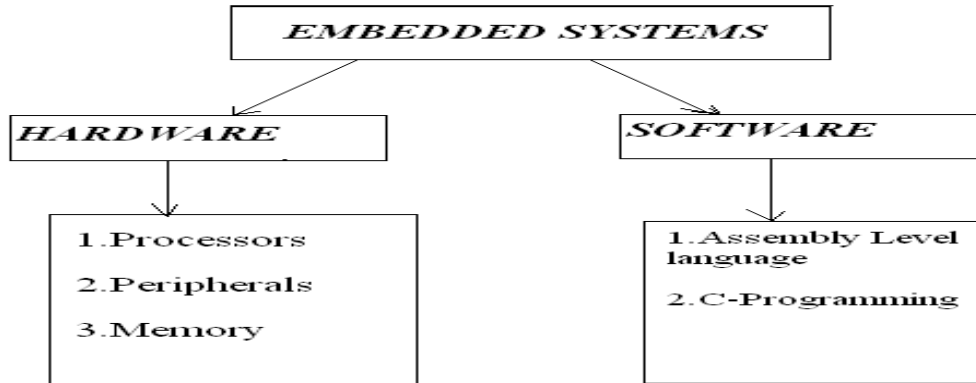 EMBEDDED SYSTEMS
HARDWARE
SOFTWARE
1.Processors
2.Peripherals
3.Memory
1.Assembly Level
language
2.C-Programming